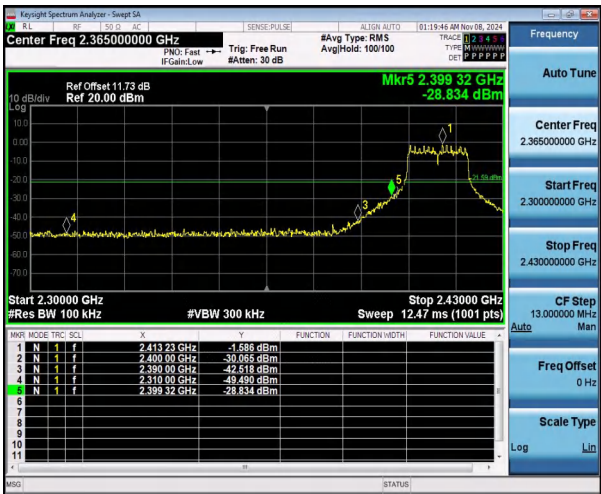 Keysight Spectrum Analyzer - Swept SA
RL RF 50 Ω AC SENSE:PULSE ALIGN AUTO 01:19:46 AM Nov 08, 2024
Center Freq 2.365000000 GHz
PNO: Fast
IFGain:Low
Trig: Free Run
#Atten: 30 dB
#Avg Type: RMS
Avg|Hold: 100/100
TRACE 1 2 3 4 5 6
TYPE M WWWWW
DET P P P P P P
Ref Offset 11.73 dB
10 dB/div Ref 20.00 dBm
Log
Mkr5 2.399 32 GHz
-28.834 dBm
10.0
0.00
-10.0
-20.0
-30.0
-40.0
-50.0
-60.0
-70.0
1
5
3
4
-21.59 dBm
Start 2.30000 GHz Stop 2.43000 GHz
#Res BW 100 kHz #VBW 300 kHz Sweep 12.47 ms (1001 pts)
MKR MODE TRC SCL X Y FUNCTION FUNCTION WIDTH FUNCTION VALUE
1 N 1 f 2.413 23 GHz -1.586 dBm
2 N 1 f 2.400 00 GHz -30.065 dBm
3 N 1 f 2.390 00 GHz -42.518 dBm
4 N 1 f 2.310 00 GHz -49.490 dBm
5 N 1 f 2.399 32 GHz -28.834 dBm
6
7
8
9
10
11
MSG STATUS
Frequency
Auto Tune
Center Freq
2.365000000 GHz
Start Freq
2.300000000 GHz
Stop Freq
2.430000000 GHz
CF Step
13.000000 MHz
Auto Man
Freq Offset
0 Hz
Scale Type
Log Lin